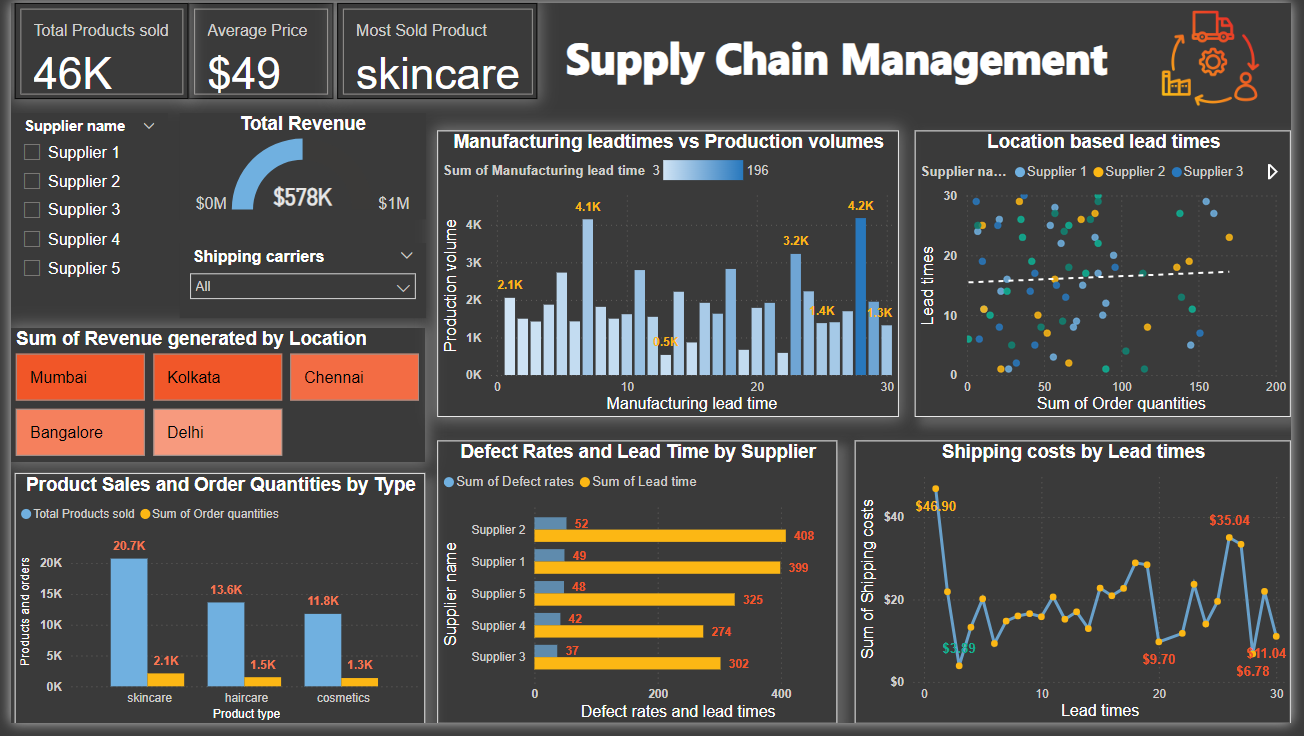 Total Products sold
46K
Average Price
$49
Most Sold Product
skincare
Supply Chain Management
Supplier name
Supplier 1
Supplier 2
Supplier 3
Supplier 4
Supplier 5
Total Revenue
$0M
$578K
$1M
Shipping carriers
All
Sum of Revenue generated by Location
Mumbai
Kolkata
Chennai
Bangalore
Delhi
Product Sales and Order Quantities by Type
Total Products sold Sum of Order quantities
Products and orders
20K
15K
10K
5K
0K
20.7K
2.1K
13.6K
1.5K
11.8K
1.3K
skincare haircare cosmetics
Product type
Manufacturing leadtimes vs Production volumes
Sum of Manufacturing lead time 3 196
Production volume
4K
3K
2K
1K
0K
2.1K
4.1K
0.5K
3.2K
1.4K
4.2K
1.3K
0 10 20 30
Manufacturing lead time
Location based lead times
Supplier na... Supplier 1 Supplier 2 Supplier 3
Lead times
30
20
10
0
0 50 100 150 200
Sum of Order quantities
Defect Rates and Lead Time by Supplier
Sum of Defect rates Sum of Lead time
Supplier name
Supplier 2
52
408
Supplier 1
49
399
Supplier 5
48
325
Supplier 4
42
274
Supplier 3
37
302
0 200 400
Defect rates and lead times
Shipping costs by Lead times
Sum of Shipping costs
$40
$20
$0
$46.90
$3.89
$9.70
$35.04
$6.78
$11.04
0 10 20 30
Lead times